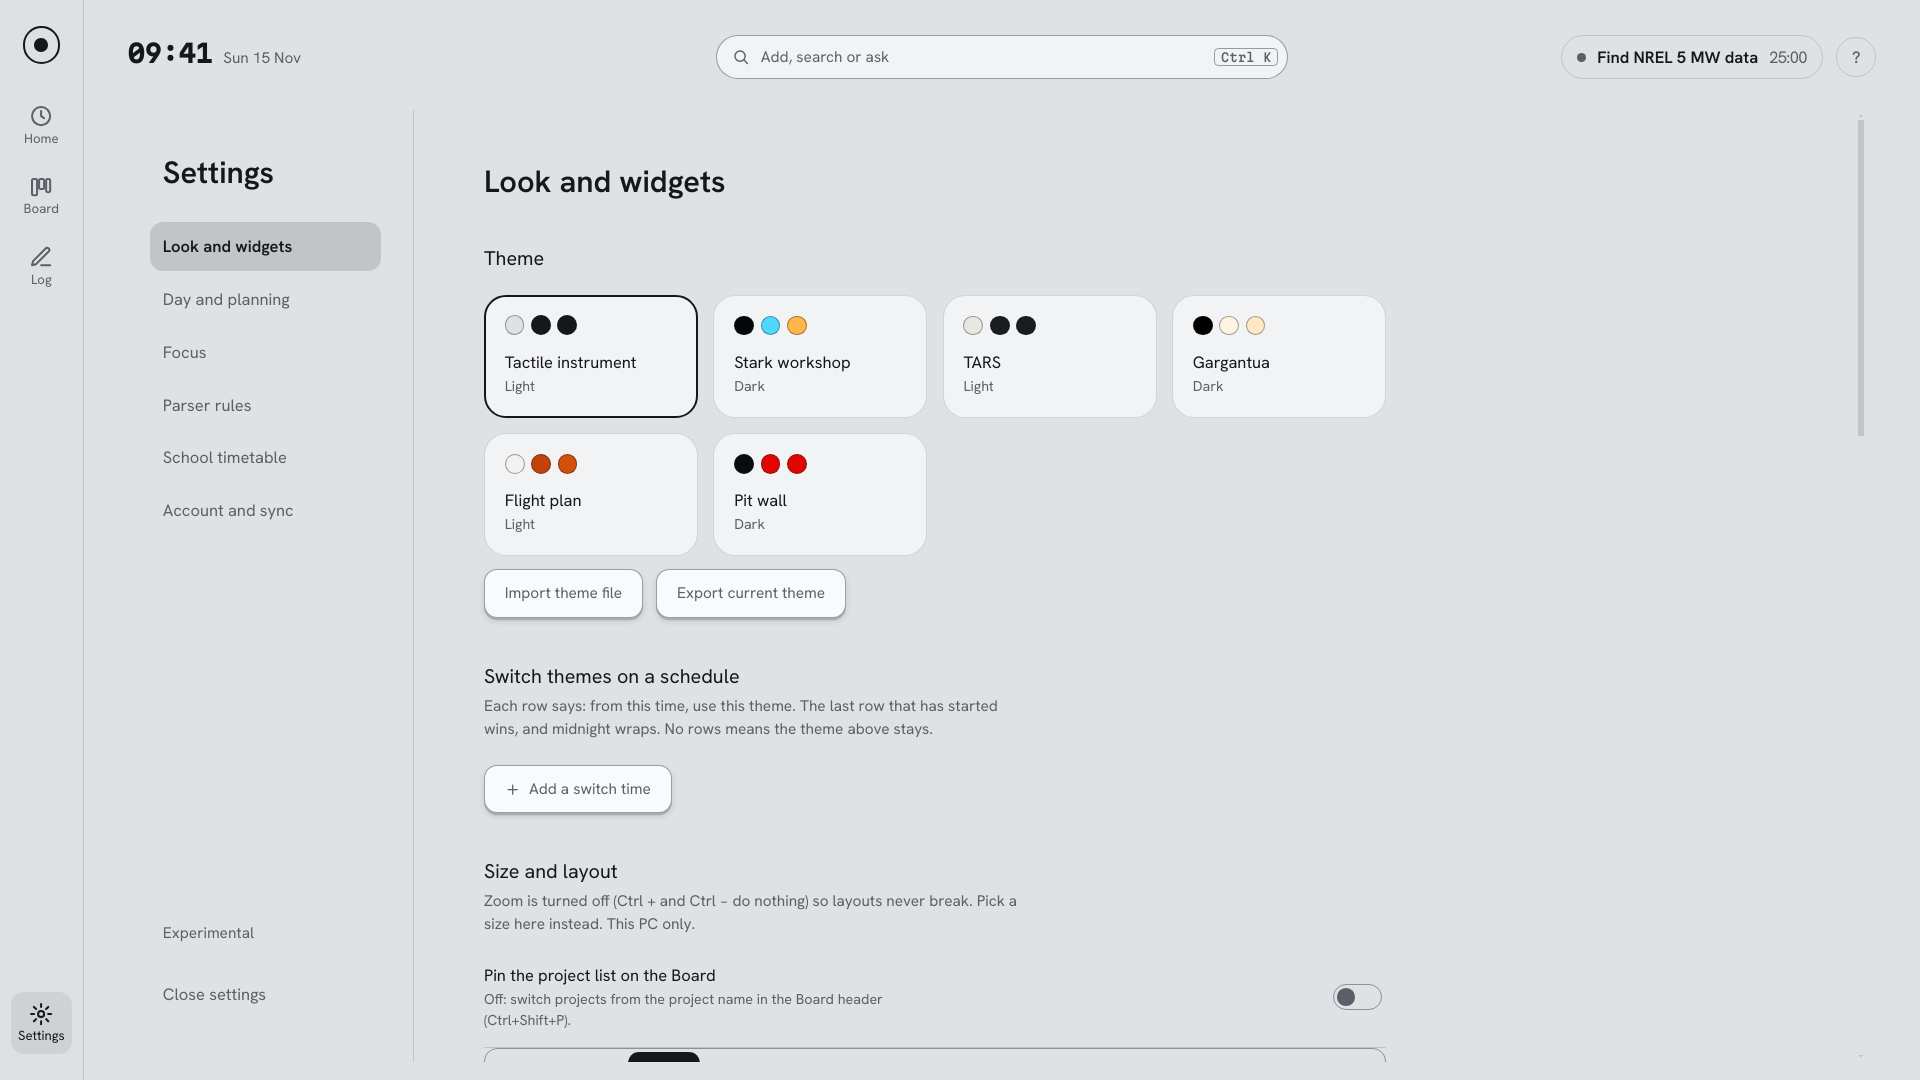 09:41 Sun 15 Nov
Add, search or ask
Ctrl K
Find NREL 5 MW data 25:00
?
Home
Board
Log
Settings
Settings
Look and widgets
Day and planning
Focus
Parser rules
School timetable
Account and sync
Experimental
Close settings
Look and widgets
Theme
Tactile instrument
Light
Stark workshop
Dark
TARS
Light
Gargantua
Dark
Flight plan
Light
Pit wall
Dark
Import theme file
Export current theme
Switch themes on a schedule
Each row says: from this time, use this theme. The last row that has started
wins, and midnight wraps. No rows means the theme above stays.
+ Add a switch time
Size and layout
Zoom is turned off (Ctrl + and Ctrl − do nothing) so layouts never break. Pick a
size here instead. This PC only.
Pin the project list on the Board
Off: switch projects from the project name in the Board header
(Ctrl+Shift+P).